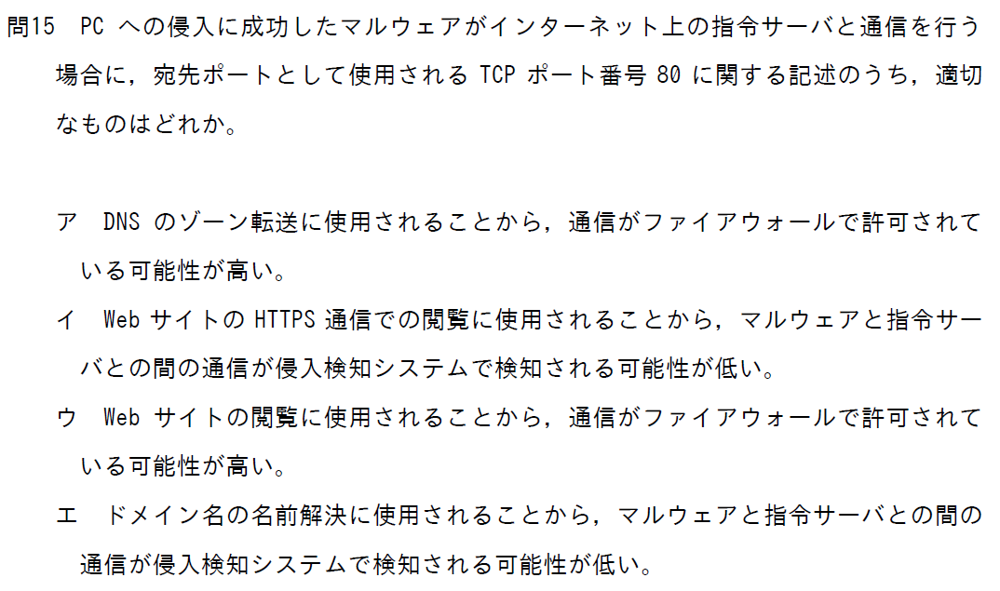 問15 PC への侵入に成功したマルウェアがインターネット上の指令サーバと通信を行う
場合に，宛先ポートとして使用される TCP ポート番号 80 に関する記述のうち，適切
なものはどれか。
ア DNS のゾーン転送に使用されることから，通信がファイアウォールで許可されて
いる可能性が高い。
イ Web サイトの HTTPS 通信での閲覧に使用されることから，マルウェアと指令サー
バとの間の通信が侵入検知システムで検知される可能性が低い。
ウ Web サイトの閲覧に使用されることから，通信がファイアウォールで許可されて
いる可能性が高い。
エ ドメイン名の名前解決に使用されることから，マルウェアと指令サーバとの間の
通信が侵入検知システムで検知される可能性が低い。